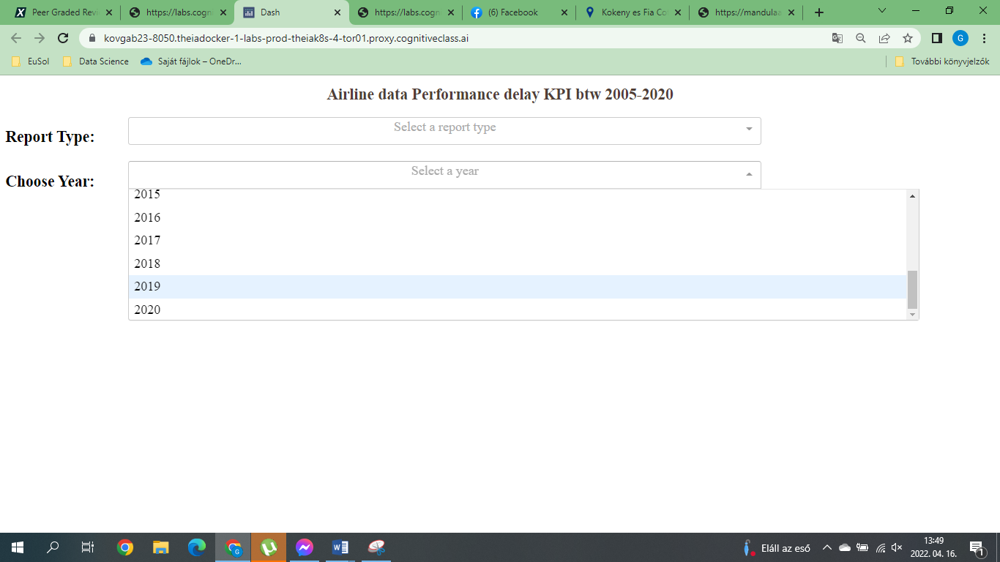 Peer Graded Revi
https://labs.cogni
Dash
https://labs.cogn
(6) Facebook
Kokeny es Fia Co
https://mandula
kovgab23-8050.theiadocker-1-labs-prod-theiak8s-4-tor01.proxy.cognitiveclass.ai
G
EuSol
Data Science
Saját fájlok – OneDr...
További könyvjelzők
Airline data Performance delay KPI btw 2005-2020
Report Type:
Select a report type
Choose Year:
Select a year
2015
2016
2017
2018
2019
2020
Eláll az eső
13:49
2022. 04. 16.
1